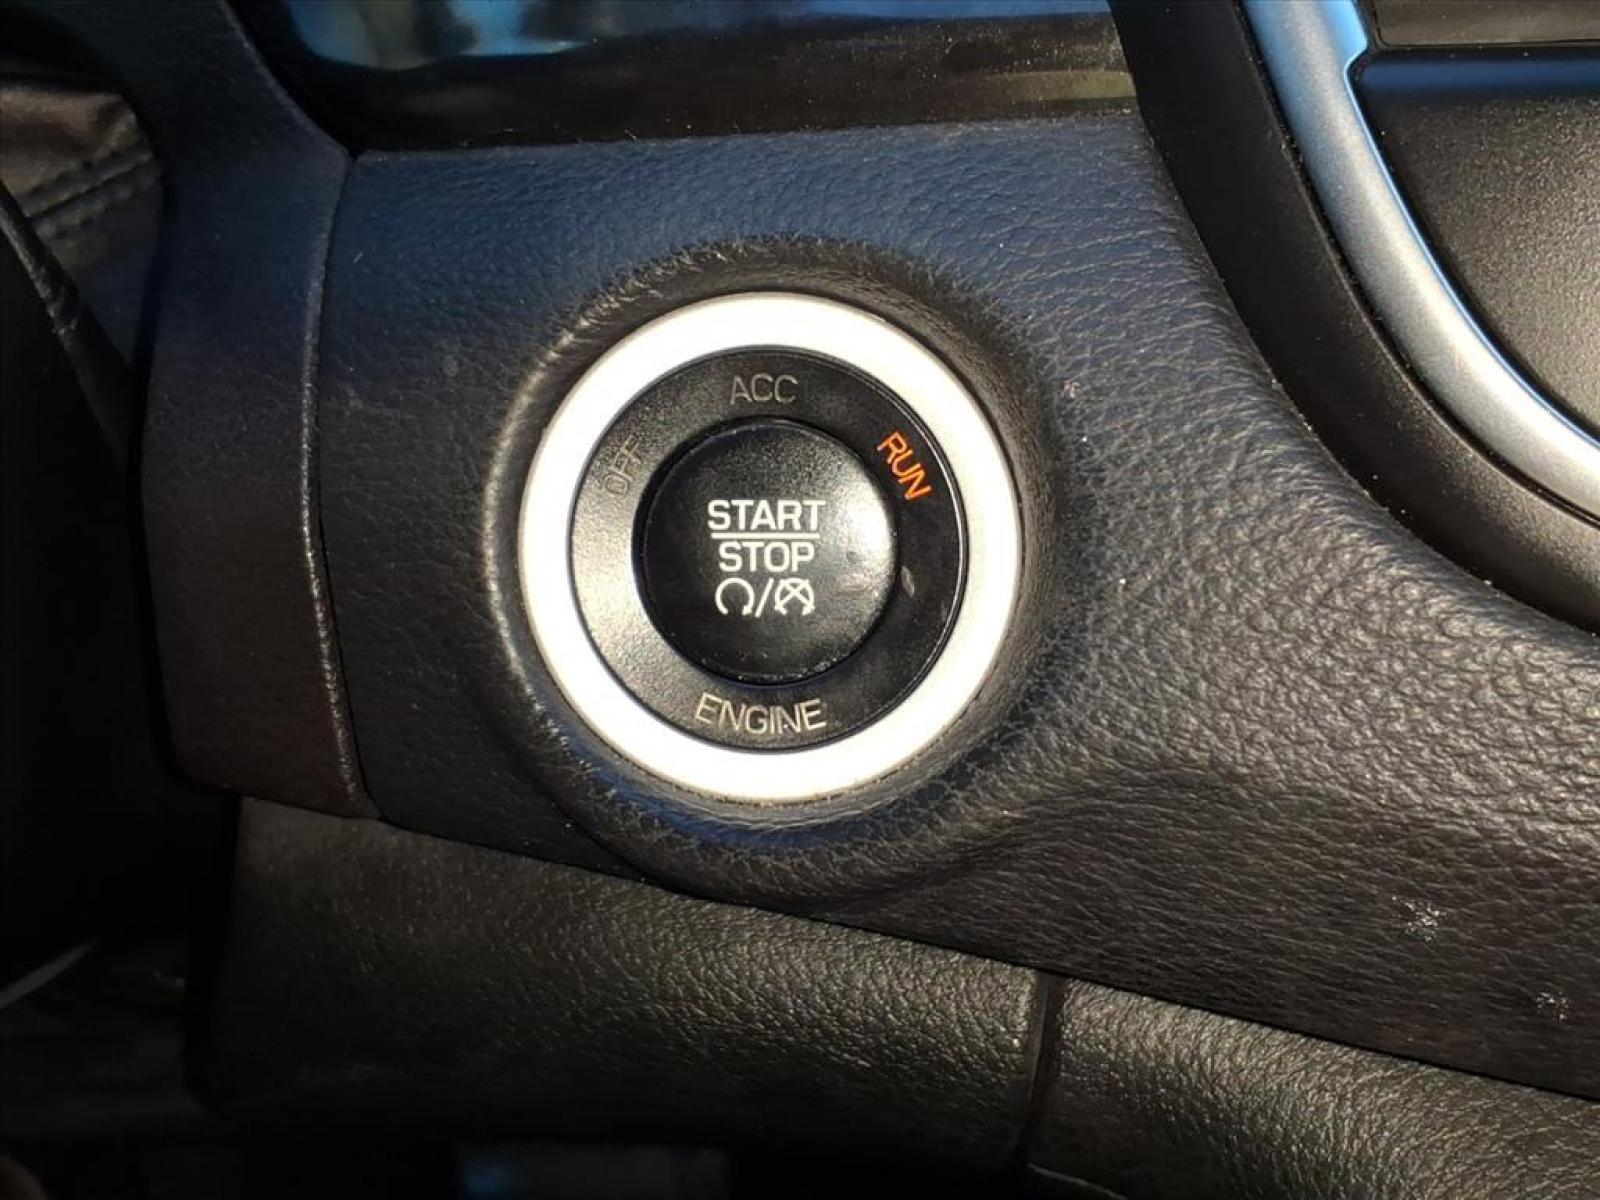 ACC
OFF
RUN
START
STOP
ENGINE